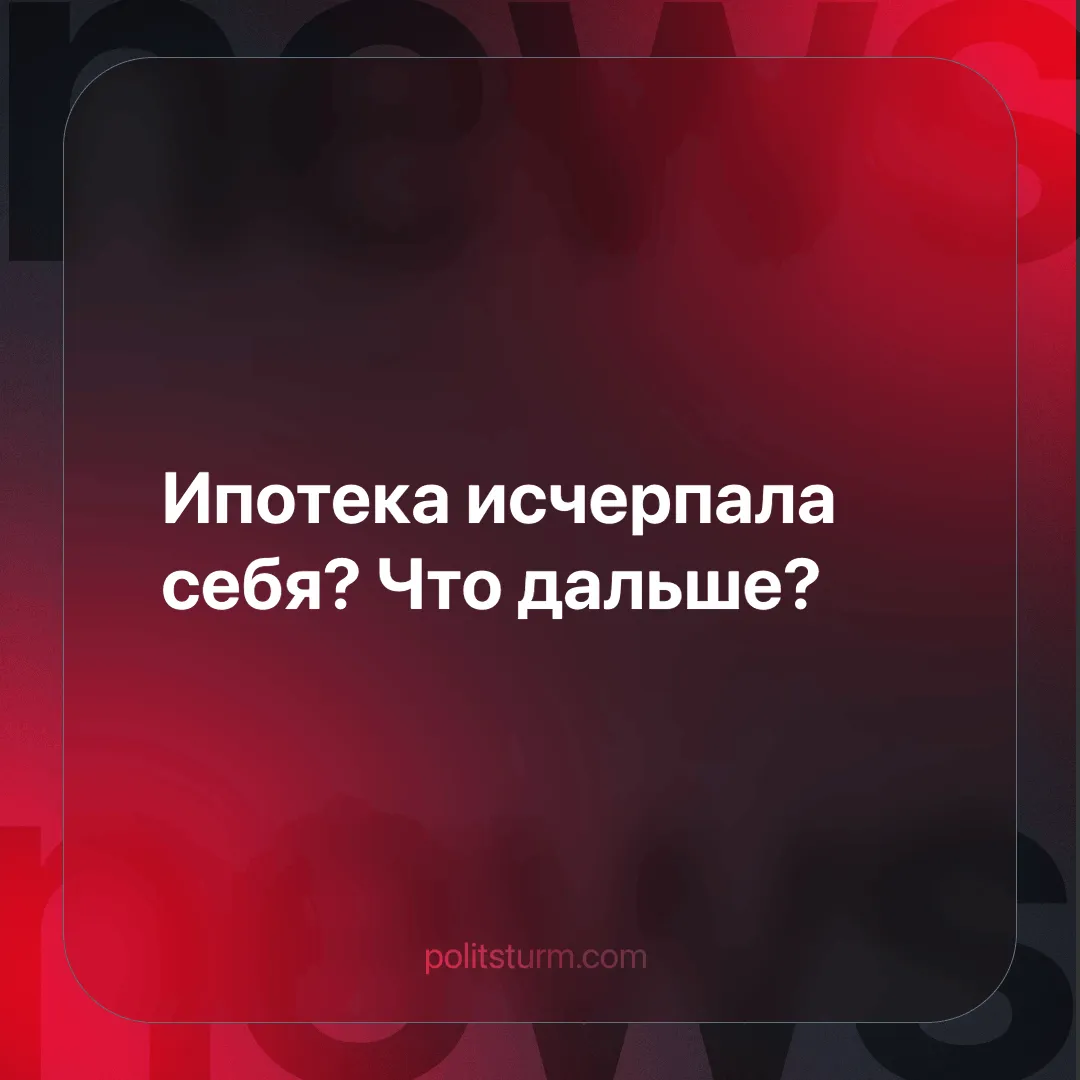 news
Ипотека исчерпала
себя? Что дальше?
politsturm.com
news